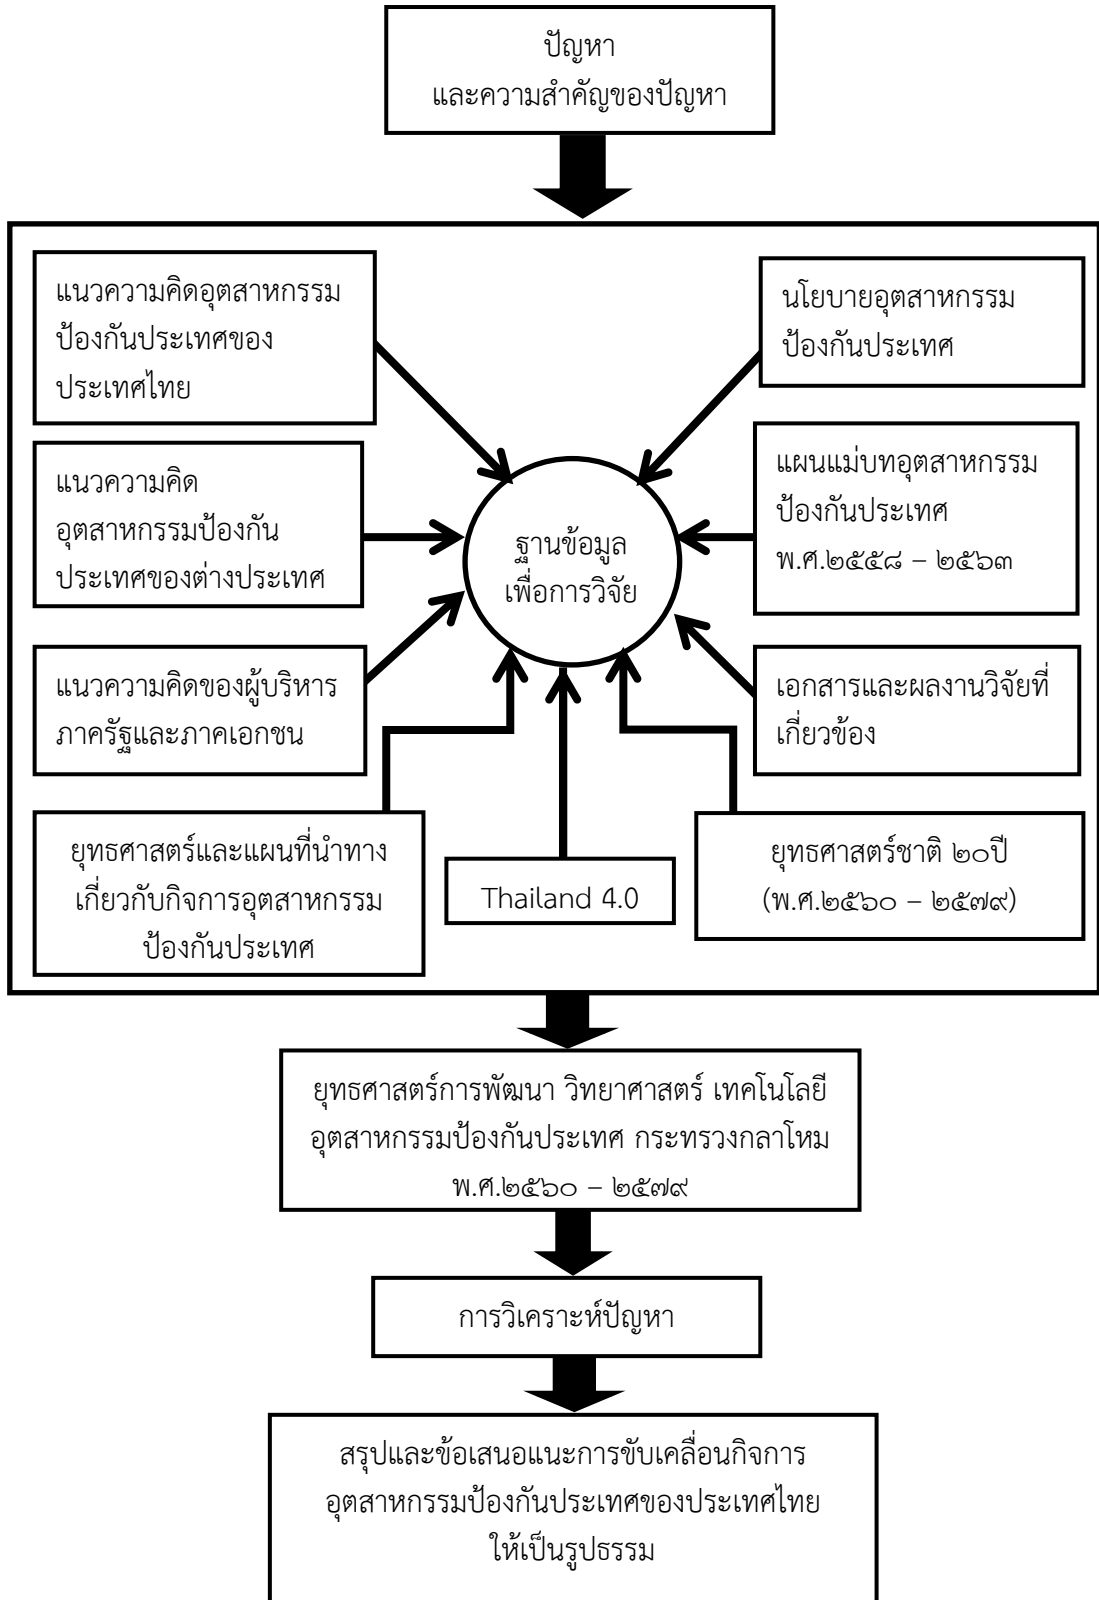 ปัญหา
และความสำคัญของปัญหา
แนวความคิดอุตสาหกรรม
ป้องกันประเทศของ
ประเทศไทย
นโยบายอุตสาหกรรม
ป้องกันประเทศ
แนวความคิด
อุตสาหกรรมป้องกัน
ประเทศของต่างประเทศ
แผนแม่บทอุตสาหกรรม
ป้องกันประเทศ
พ.ศ.๒๕๕๘ – ๒๕๖๓
ฐานข้อมูล
เพื่อการวิจัย
แนวความคิดของผู้บริหาร
ภาครัฐและภาคเอกชน
เอกสารและผลงานวิจัยที่
เกี่ยวข้อง
ยุทธศาสตร์และแผนที่นำทาง
เกี่ยวกับกิจการอุตสาหกรรม
ป้องกันประเทศ
Thailand 4.0
ยุทธศาสตร์ชาติ ๒๐ปี
(พ.ศ.๒๕๖๐ – ๒๕๗๙)
ยุทธศาสตร์การพัฒนา วิทยาศาสตร์ เทคโนโลยี
อุตสาหกรรมป้องกันประเทศ กระทรวงกลาโหม
พ.ศ.๒๕๖๐ – ๒๕๗๙
การวิเคราะห์ปัญหา
สรุปและข้อเสนอแนะการขับเคลื่อนกิจการ
อุตสาหกรรมป้องกันประเทศของประเทศไทย
ให้เป็นรูปธรรม